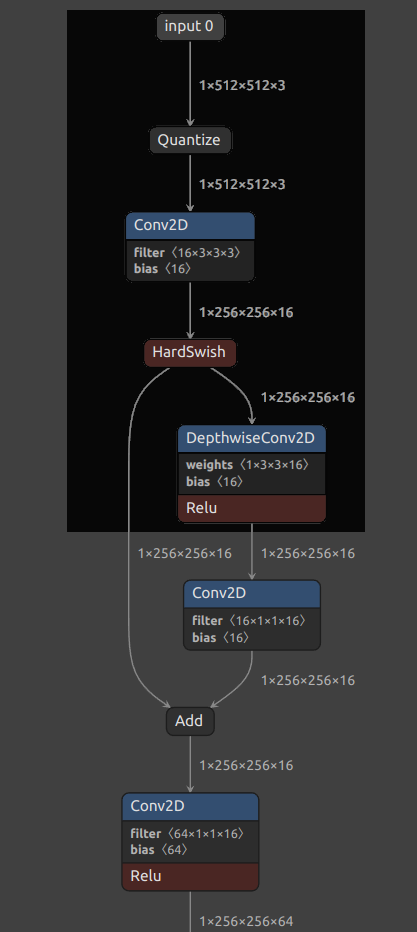 input 0
1×512×512×3
Quantize
1×512×512×3
Conv2D
filter〈16×3×3×3〉
bias〈16〉
1×256×256×16
HardSwish
1×256×256×16
DepthwiseConv2D
weights〈1×3×3×16〉
bias〈16〉
Relu
1×256×256×16
1×256×256×16
Conv2D
filter〈16×1×1×16〉
bias〈16〉
1×256×256×16
Add
1×256×256×16
Conv2D
filter〈64×1×1×16〉
bias〈64〉
Relu
1×256×256×64